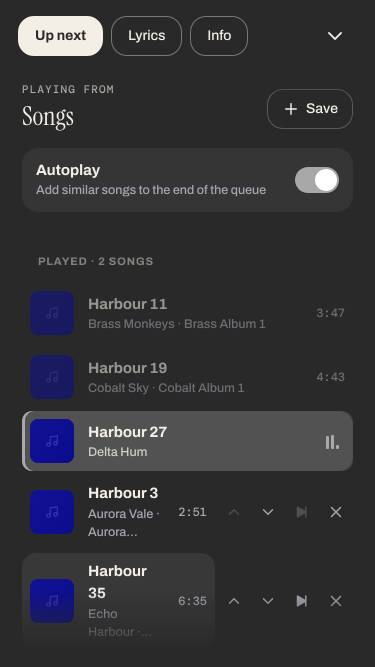 Up next
Lyrics
Info
PLAYING FROM
Songs
Save
Autoplay
Add similar songs to the end of the queue
PLAYED · 2 SONGS
Harbour 11
3:47
Brass Monkeys · Brass Album 1
Harbour 19
4:43
Cobalt Sky · Cobalt Album 1
Harbour 27
Delta Hum
Harbour 3
Aurora Vale ·
2:51
Aurora...
Harbour
35
6:35
Echo
Harbour ·...